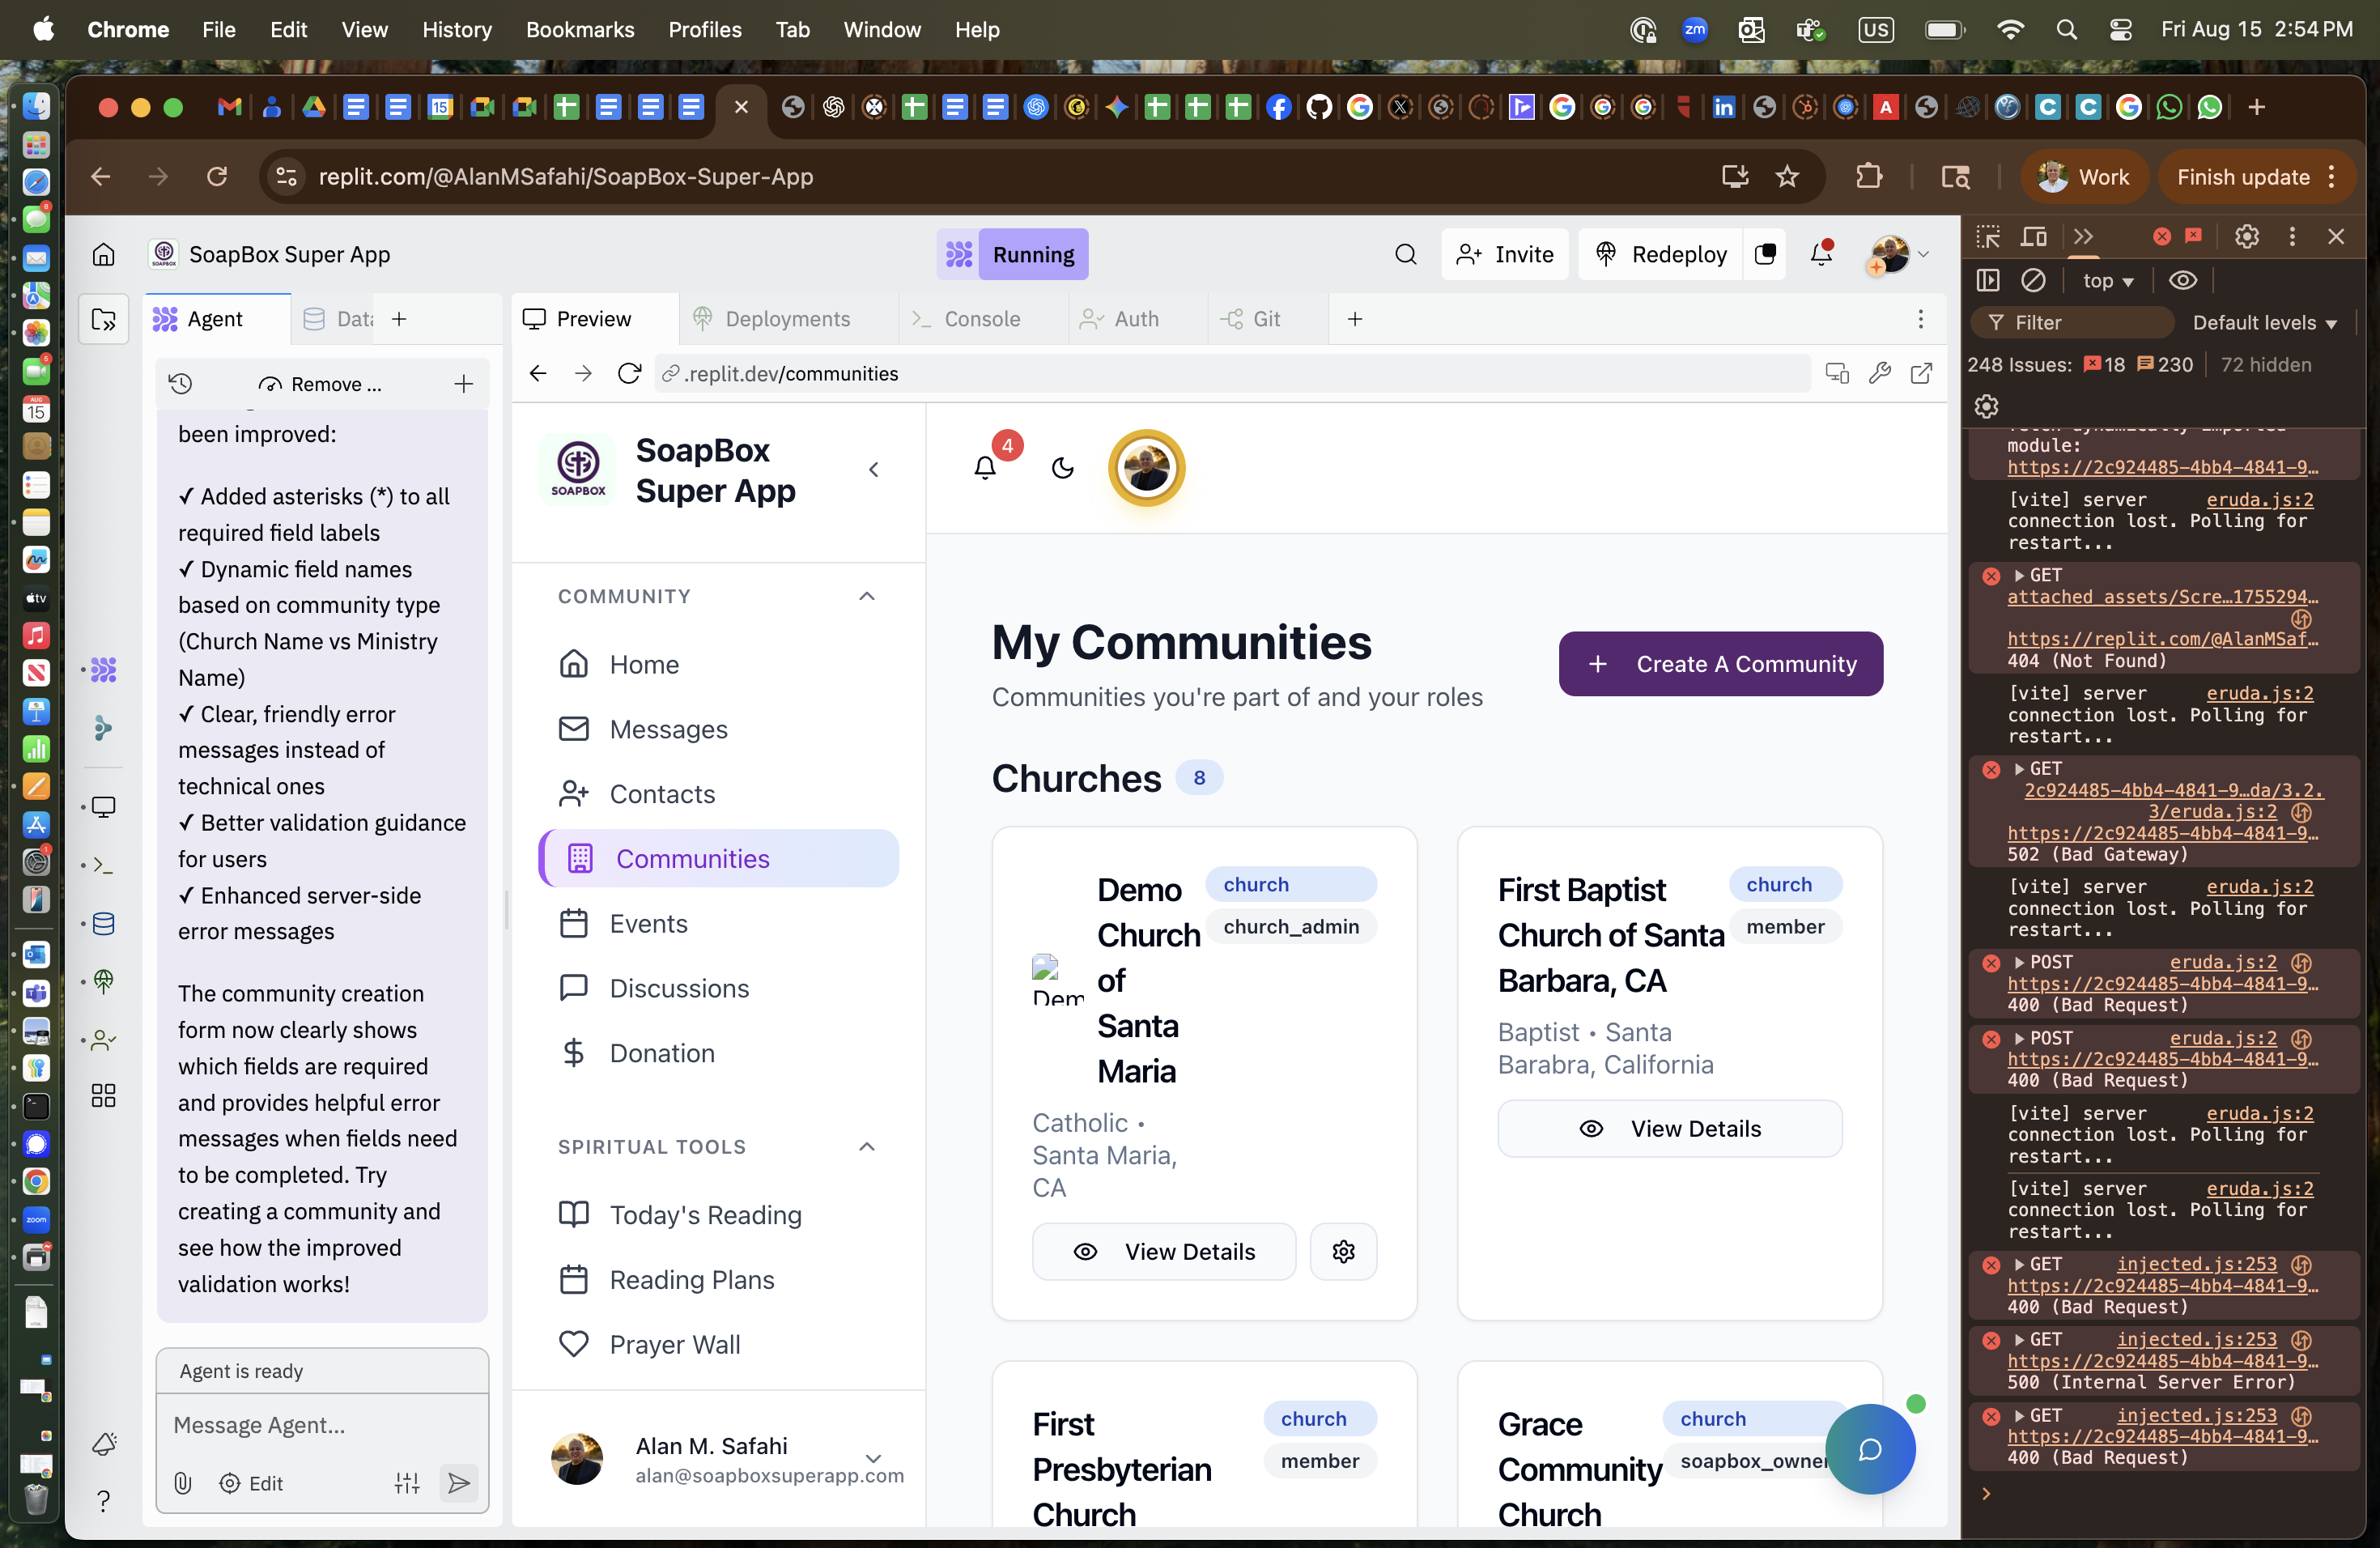 Chrome File Edit View History Bookmarks Profiles Tab Window Help
zm US Fri Aug 15 2:54 PM
replit.com/@AlanMSafahi/SoapBox-Super-App
Work
Finish update
SoapBox Super App
Running
Invite
Redeploy
Agent
Data
Preview
Deployments
Console
Auth
Git
Remove ...
.replit.dev/communities
been improved:
✓ Added asterisks (*) to all
required field labels
✓ Dynamic field names
based on community type
(Church Name vs Ministry
Name)
✓ Clear, friendly error
messages instead of
technical ones
✓ Better validation guidance
for users
✓ Enhanced server-side
error messages
The community creation
form now clearly shows
which fields are required
and provides helpful error
messages when fields need
to be completed. Try
creating a community and
see how the improved
validation works!
Agent is ready
Message Agent...
Edit
SOAPBOX
SoapBox
Super App
4
COMMUNITY
Home
Messages
Contacts
Communities
Events
Discussions
Donation
SPIRITUAL TOOLS
Today's Reading
Reading Plans
Prayer Wall
Alan M. Safahi
alan@soapboxsuperapp.com
My Communities
Communities you're part of and your roles
+ Create A Community
Churches 8
Demo
Church
of
Santa
Maria
church
church_admin
Dem
Catholic •
Santa Maria,
CA
View Details
First Baptist
Church of Santa
Barbara, CA
church
member
Baptist • Santa
Barabra, California
View Details
First
Presbyterian
Church
church
member
Grace
Community
Church
church
soapbox_owner
top
Filter
Default levels
248 Issues: 18 230 72 hidden
fetch dynamically imported
module:
https://2c924485-4bb4-4841-9…
[vite] server eruda.js:2
connection lost. Polling for
restart...
GET
attached_assets/Scre…1755294…
https://replit.com/@AlanMSaf…
404 (Not Found)
[vite] server eruda.js:2
connection lost. Polling for
restart...
GET
2c924485-4bb4-4841-9…da/3.2.
3/eruda.js:2
https://2c924485-4bb4-4841-9…
502 (Bad Gateway)
[vite] server eruda.js:2
connection lost. Polling for
restart...
POST eruda.js:2
https://2c924485-4bb4-4841-9…
400 (Bad Request)
POST eruda.js:2
https://2c924485-4bb4-4841-9…
400 (Bad Request)
[vite] server eruda.js:2
connection lost. Polling for
restart...
[vite] server eruda.js:2
connection lost. Polling for
restart...
GET injected.js:253
https://2c924485-4bb4-4841-9…
400 (Bad Request)
GET injected.js:253
https://2c924485-4bb4-4841-9…
500 (Internal Server Error)
GET injected.js:253
https://2c924485-4bb4-4841-9…
400 (Bad Request)